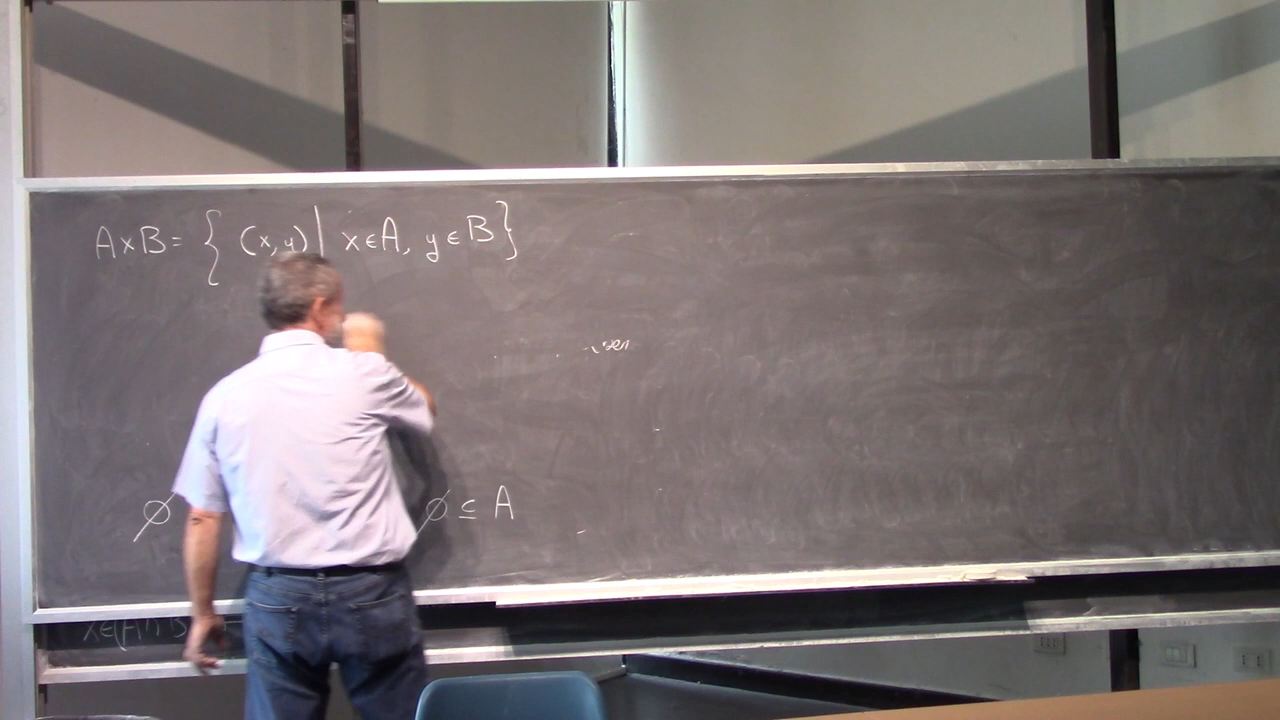 A×B = { (x,y) | x∈A, y∈B }
∅ ∅ ⊆ A